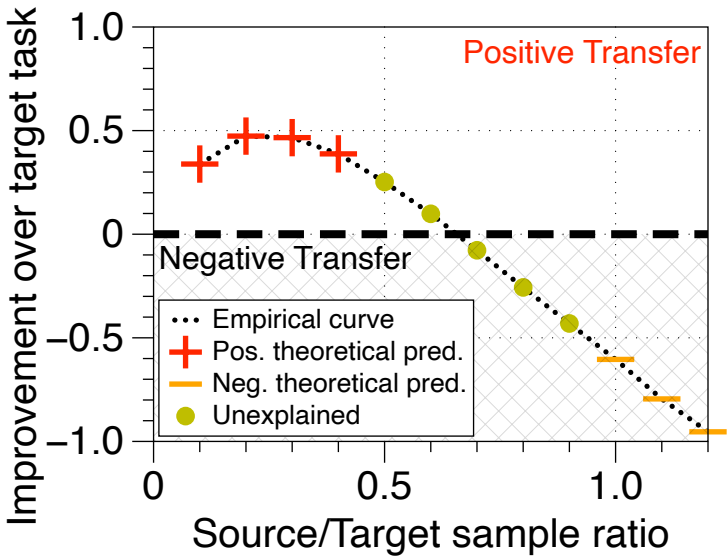 Improvement over target task
1.0
0.5
0
−0.5
−1.0
Positive Transfer
Negative Transfer
Empirical curve
Pos. theoretical pred.
Neg. theoretical pred.
Unexplained
0
0.5
1.0
Source/Target sample ratio